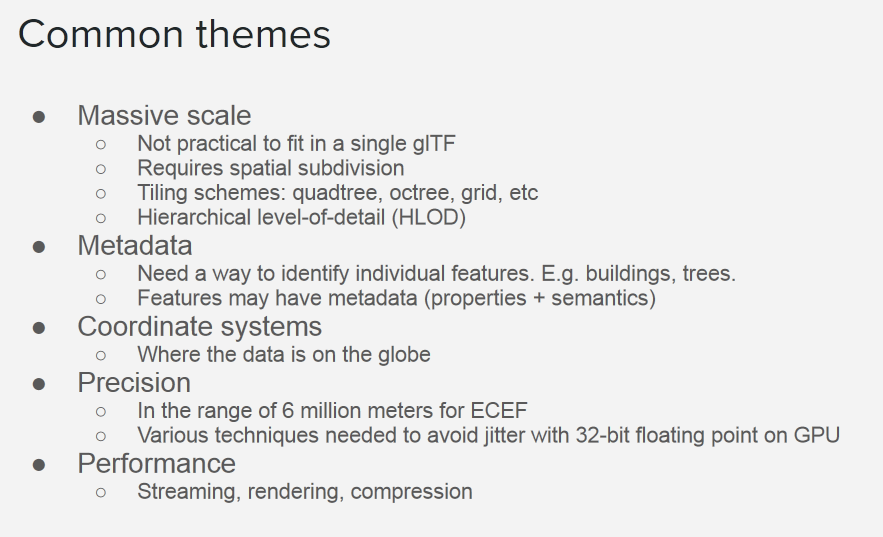 Common themes
● Massive scale
○ Not practical to fit in a single glTF
○ Requires spatial subdivision
○ Tiling schemes: quadtree, octree, grid, etc
○ Hierarchical level-of-detail (HLOD)
● Metadata
○ Need a way to identify individual features. E.g. buildings, trees.
○ Features may have metadata (properties + semantics)
● Coordinate systems
○ Where the data is on the globe
● Precision
○ In the range of 6 million meters for ECEF
○ Various techniques needed to avoid jitter with 32-bit floating point on GPU
● Performance
○ Streaming, rendering, compression